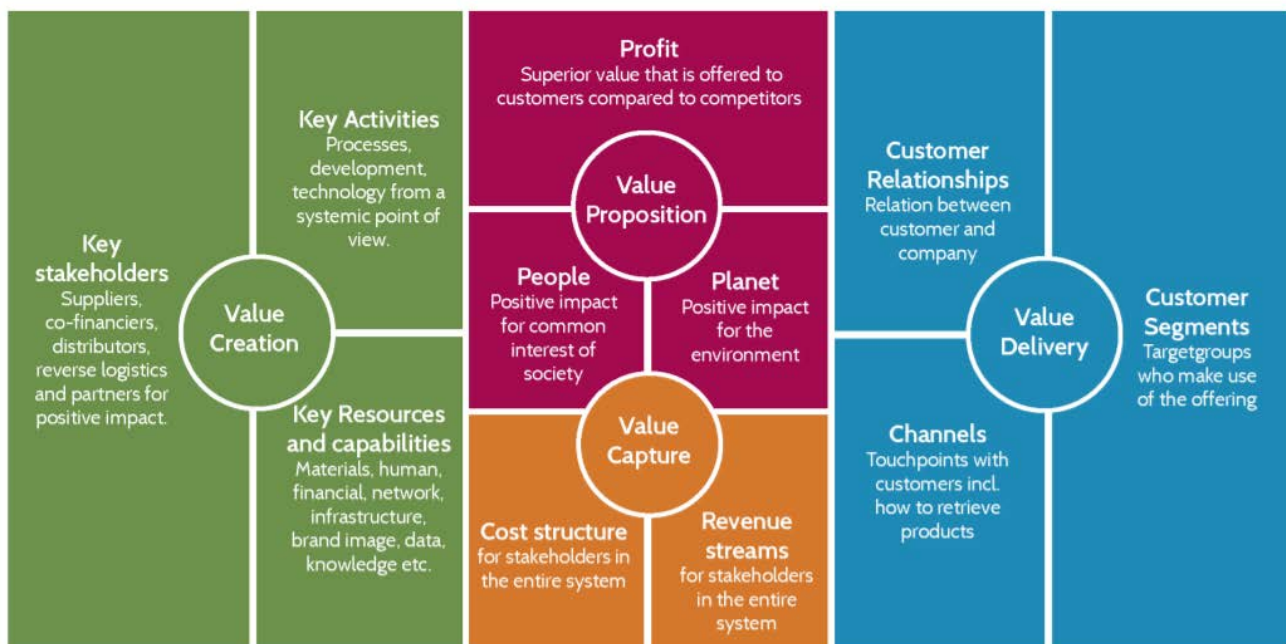 Key
stakeholders
Suppliers,
co-financiers,
distributors,
reverse logistics
and partners for
positive impact.
Value
Creation
Key Activities
Processes,
development,
technology from a
systemic point of
view.
Key Resources
and capabilities
Materials, human,
financial, network,
infrastructure,
brand image, data,
knowledge etc.
Profit
Superior value that is offered to
customers compared to competitors
Value
Proposition
People
Positive impact
for common
interest of
society
Planet
Positive impact
for the
environment
Value
Capture
Cost structure
for stakeholders in
the entire system
Revenue
streams
for stakeholders
in the entire
system
Customer
Relationships
Relation between
customer and
company
Value
Delivery
Channels
Touchpoints with
customers incl.
how to retrieve
products
Customer
Segments
Targetgroups
who make use
of the offering